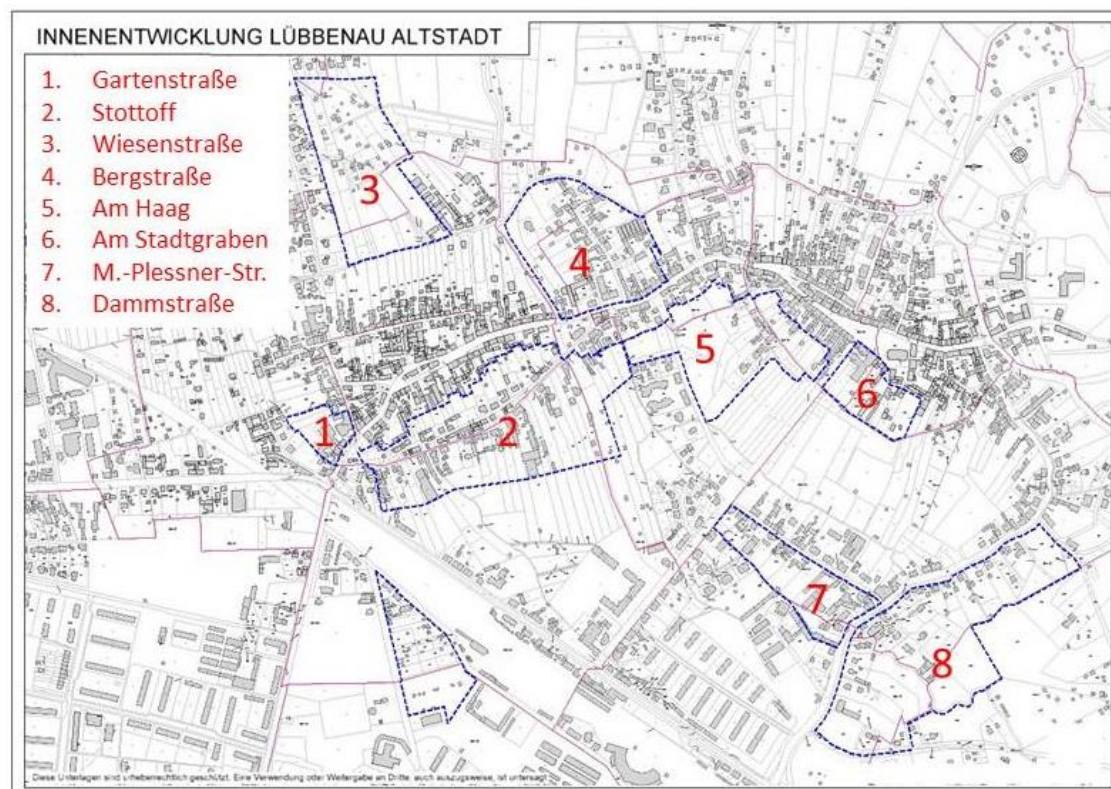 INNENENTWICKLUNG LÜBBENAU ALTSTADT
1. Gartenstraße
2. Stottoff
3. Wiesenstraße
4. Bergstraße
5. Am Haag
6. Am Stadtgraben
7. M.-Plessner-Str.
8. Dammstraße
3
4
5
6
1
2
7
8
Diese Unterlagen sind urheberrechtlich geschützt. Eine Verwendung oder Weitergabe an Dritte, auch auszugsweise, ist untersagt